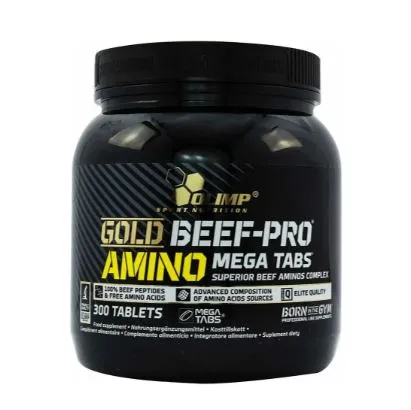 OLIMP
SPORT NUTRITION
GOLD BEEF-PRO®
AMINO MEGA TABS®
SUPERIOR BEEF AMINOS COMPLEX
100% BEEF PEPTIDES
& FREE AMINO ACIDS
ADVANCED COMPOSITION
OF AMINO ACIDS SOURCES
IQ ELITE QUALITY
300 TABLETS
MEGA
TABS®
BORN IN THE GYM
Food supplement • Nahrungsergänzungsmittel • Kosttillskott •
Complemento alimenticio • Integratore alimentare • Suplement diety